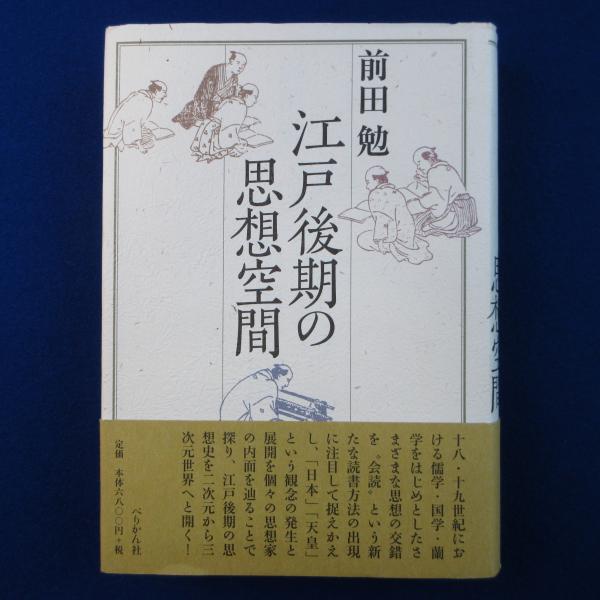 前田 勉
江戸後期の
思想空間
思想空間
十八・十九世紀にお
ける儒学・国学・蘭
学をはじめとしたさ
まざまな思想の交錯
を〝会読〟という新
たな読書方法の出現
に注目して捉えかえ
し、「日本」「天皇」
という観念の発生と
展開を個々の思想家
の内面を辿ることで
探り、江戸後期の思
想史を二次元から三
次元世界へと開く!
ぺりかん社
定価 本体六八〇〇円+税